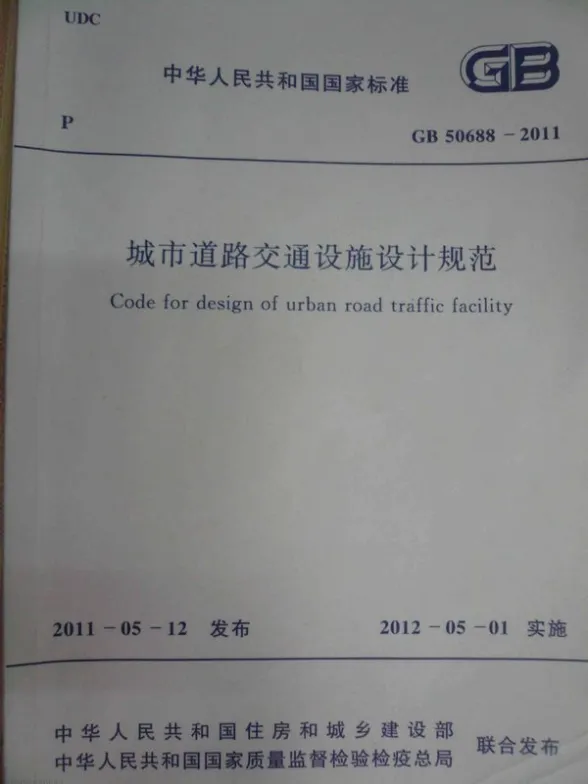 UDC
中华人民共和国国家标准
GB
P
GB 50688－2011
城市道路交通设施设计规范
Code for design of urban road traffic facility
2011－05－12 发布
2012－05－01 实施
中华人民共和国住房和城乡建设部
中华人民共和国国家质量监督检验检疫总局
联合发布